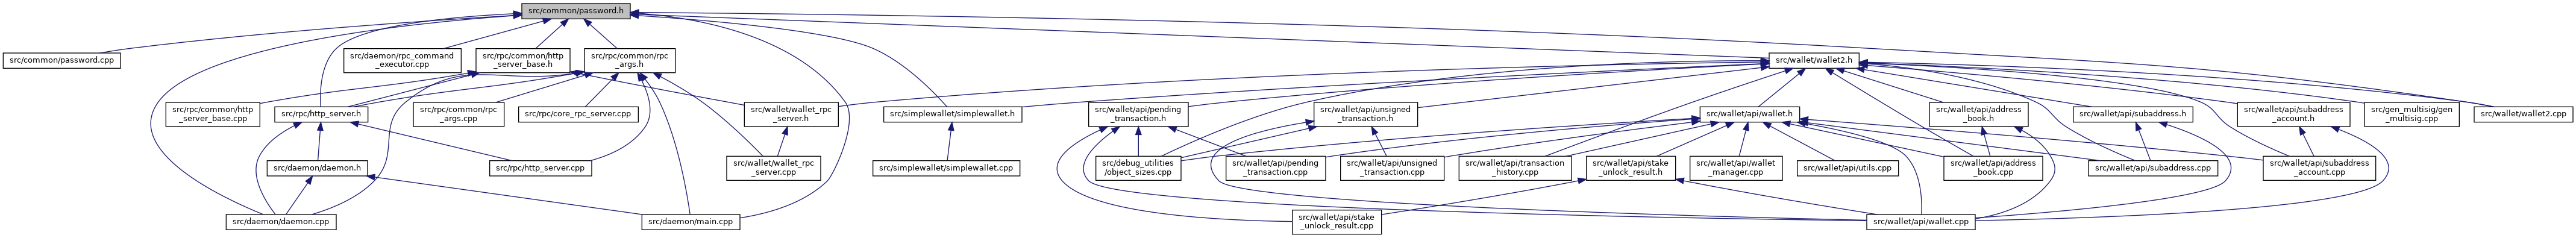 src/common/password.h
src/common/password.cpp
src/daemon/rpc_command
_executor.cpp
src/rpc/common/http
_server_base.h
src/rpc/common/rpc
_args.h
src/wallet/wallet2.h
src/rpc/common/http
_server_base.cpp
src/rpc/http_server.h
src/rpc/common/rpc
_args.cpp
src/rpc/core_rpc_server.cpp
src/wallet/wallet_rpc
_server.h
src/simplewallet/simplewallet.h
src/wallet/api/pending
_transaction.h
src/wallet/api/unsigned
_transaction.h
src/wallet/api/wallet.h
src/wallet/api/address
_book.h
src/wallet/api/subaddress.h
src/wallet/api/subaddress
_account.h
src/gen_multisig/gen
_multisig.cpp
src/wallet/wallet2.cpp
src/daemon/daemon.h
src/rpc/http_server.cpp
src/wallet/wallet_rpc
_server.cpp
src/simplewallet/simplewallet.cpp
src/debug_utilities
/object_sizes.cpp
src/wallet/api/pending
_transaction.cpp
src/wallet/api/unsigned
_transaction.cpp
src/wallet/api/transaction
_history.cpp
src/wallet/api/stake
_unlock_result.h
src/wallet/api/wallet
_manager.cpp
src/wallet/api/utils.cpp
src/wallet/api/address
_book.cpp
src/wallet/api/subaddress.cpp
src/wallet/api/subaddress
_account.cpp
src/daemon/daemon.cpp
src/daemon/main.cpp
src/wallet/api/stake
_unlock_result.cpp
src/wallet/api/wallet.cpp